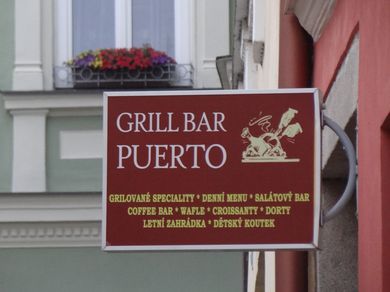 GRILL BAR
PUERTO
GRILOVANÉ SPECIALITY * DENNÍ MENU * SALÁTOVÝ BAR
COFFEE BAR * WAFLE * CROISSANTY * DORTY
LETNÍ ZAHRÁDKA * DĚTSKÝ KOUTEK